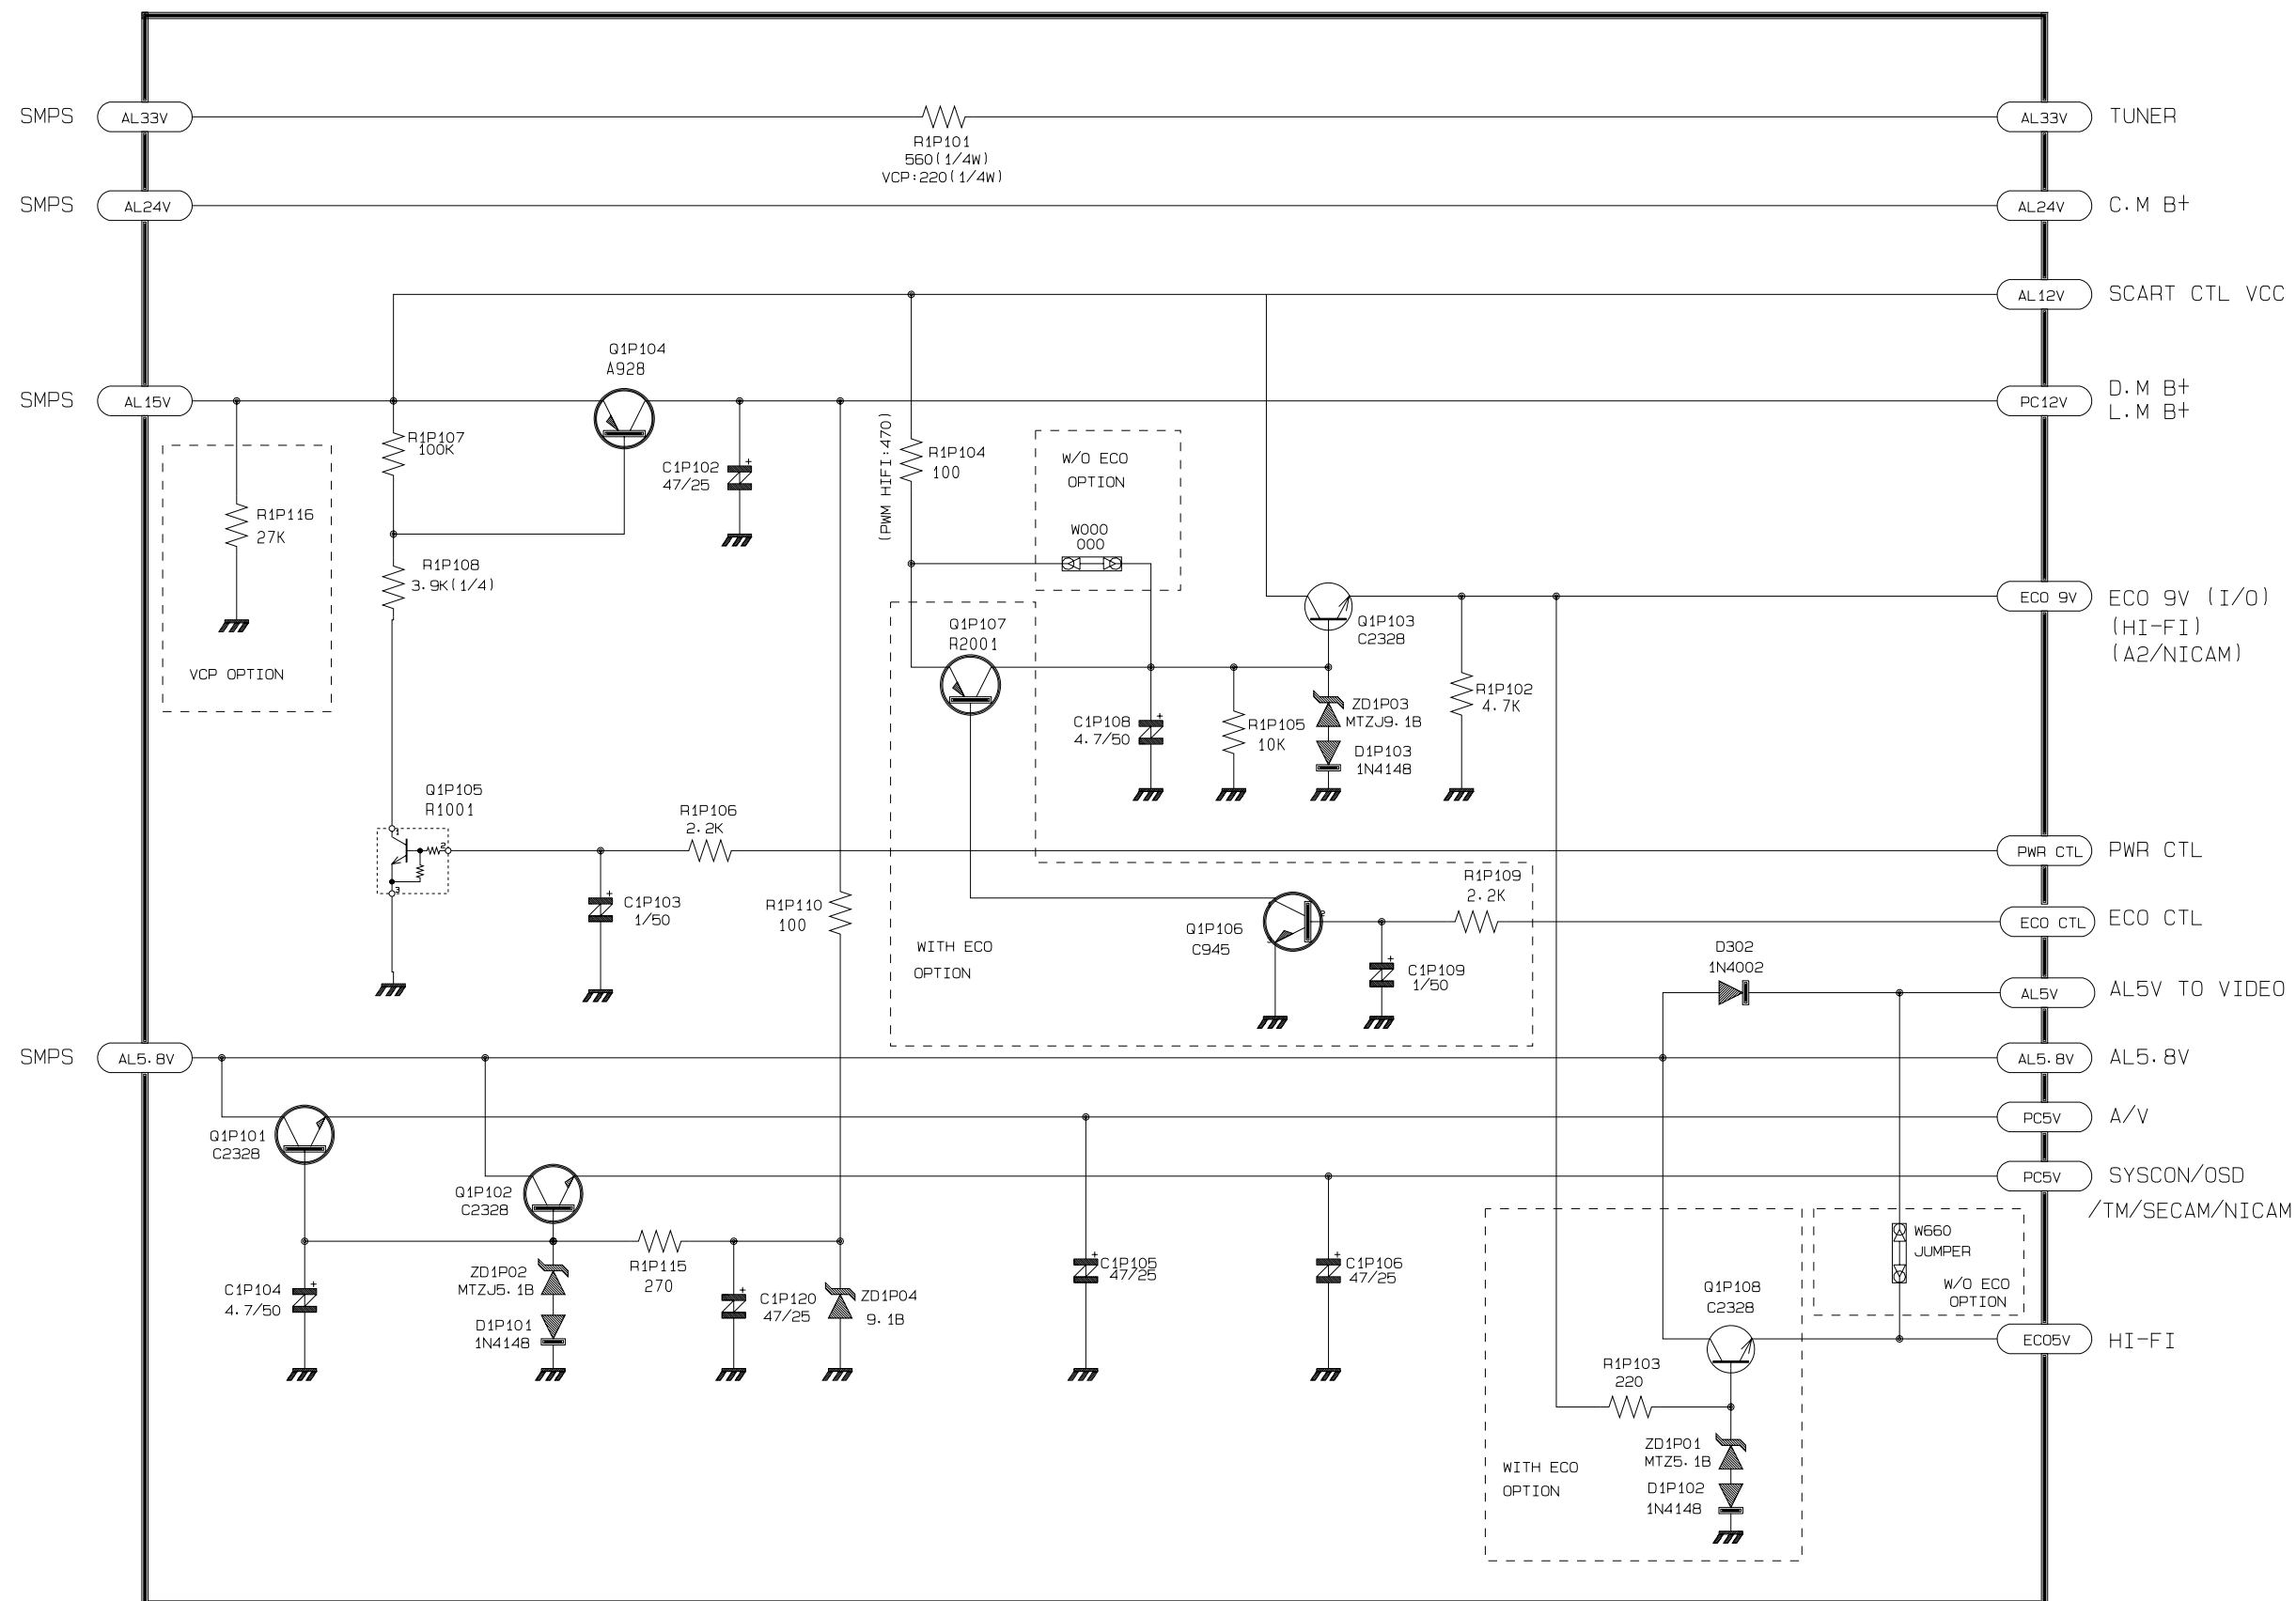 SMPS
AL33V
R1P101
560(1/4W)
VCP:220(1/4W)
AL33V
TUNER
SMPS
AL24V
AL24V
C.M B+
AL12V
SCART CTL VCC
Q1P104
A928
SMPS
AL15V
PC12V
D.M B+
L.M B+
R1P107
100K
C1P102
47/25
+
(PWM HIFI:470)
R1P104
100
W/O ECO
OPTION
W000
000
R1P116
27K
VCP OPTION
R1P108
3.9K(1/4)
Q1P107
R2001
Q1P103
C2328
ECO 9V
ECO 9V (I/O)
(HI-FI)
(A2/NICAM)
ZD1P03
MTZJ9.1B
R1P102
4.7K
C1P108
4.7/50
+
R1P105
10K
D1P103
1N4148
Q1P105
R1001
1
2
3
R1P106
2.2K
PWR CTL
PWR CTL
C1P103
1/50
+
R1P110
100
R1P109
2.2K
Q1P106
C945
2
ECO CTL
ECO CTL
WITH ECO
OPTION
C1P109
1/50
+
D302
1N4002
AL5V
AL5V TO VIDEO
SMPS
AL5.8V
AL5.8V
AL5.8V
Q1P101
C2328
PC5V
A/V
Q1P102
C2328
PC5V
SYSCON/OSD
/TM/SECAM/NICAM
C1P104
4.7/50
+
ZD1P02
MTZJ5.1B
D1P101
1N4148
R1P115
270
C1P120
47/25
+
ZD1P04
9.1B
C1P105
47/25
+
C1P106
47/25
+
W660
JUMPER
W/O ECO
OPTION
Q1P108
C2328
ECO5V
HI-FI
R1P103
220
ZD1P01
MTZ5.1B
WITH ECO
OPTION
D1P102
1N4148